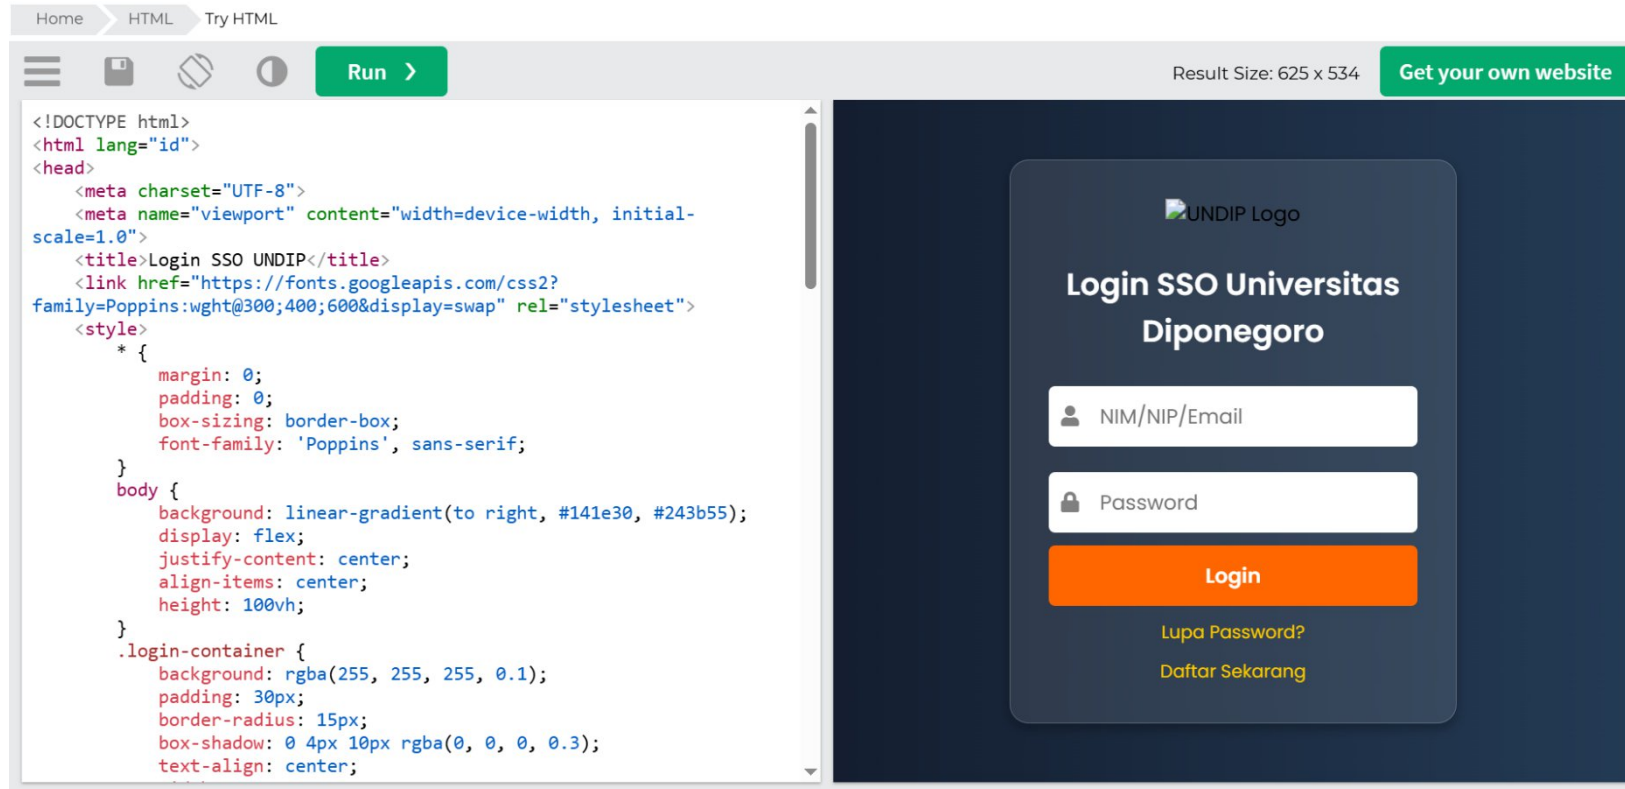 Home HTML Try HTML
Run ❯ Result Size: 625 x 534 Get your own website
<!DOCTYPE html>
<html lang="id">
<head>
<meta charset="UTF-8">
<meta name="viewport" content="width=device-width, initial-
scale=1.0">
<title>Login SSO UNDIP</title>
<link href="https://fonts.googleapis.com/css2?
family=Poppins:wght@300;400;600&display=swap" rel="stylesheet">
<style>
* {
margin: 0;
padding: 0;
box-sizing: border-box;
font-family: 'Poppins', sans-serif;
}
body {
background: linear-gradient(to right, #141e30, #243b55);
display: flex;
justify-content: center;
align-items: center;
height: 100vh;
}
.login-container {
background: rgba(255, 255, 255, 0.1);
padding: 30px;
border-radius: 15px;
box-shadow: 0 4px 10px rgba(0, 0, 0, 0.3);
text-align: center;
UNDIP Logo
Login SSO Universitas
Diponegoro
NIM/NIP/Email
Password
Login
Lupa Password?
Daftar Sekarang